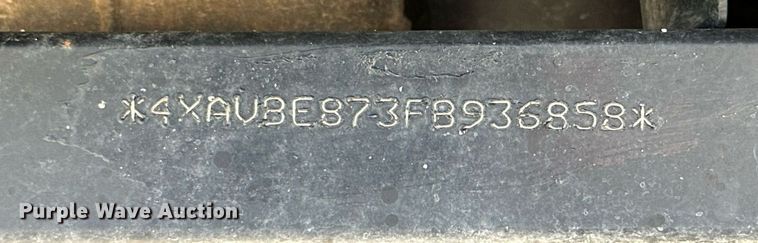 *4XAVBE873FB936858*
Purple Wave Auction